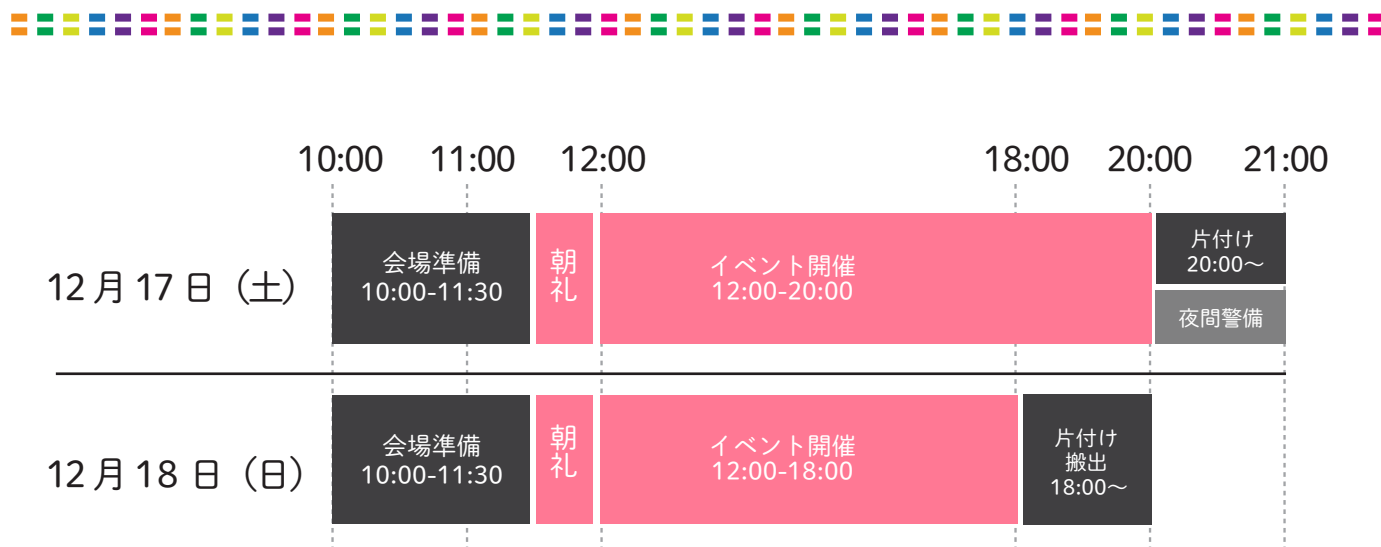 10:00 11:00 12:00 18:00 20:00 21:00
12月17日（土）
会場準備
10:00-11:30
朝
礼
イベント開催
12:00-20:00
片付け
20:00～
夜間警備
12月18日（日）
会場準備
10:00-11:30
朝
礼
イベント開催
12:00-18:00
片付け
搬出
18:00～